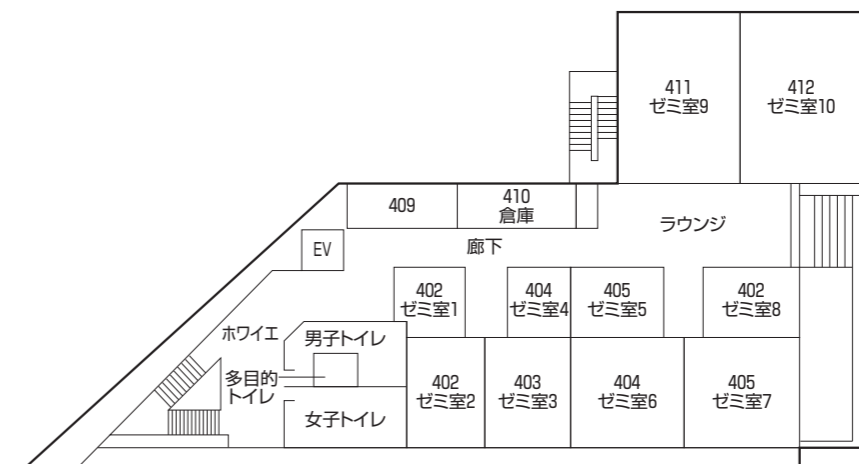 411
ゼミ室9
412
ゼミ室10
409
410
倉庫
ラウンジ
廊下
EV
402
ゼミ室1
404
ゼミ室4
405
ゼミ室5
402
ゼミ室8
ホワイエ
男子トイレ
多目的
トイレ
女子トイレ
402
ゼミ室2
403
ゼミ室3
404
ゼミ室6
405
ゼミ室7